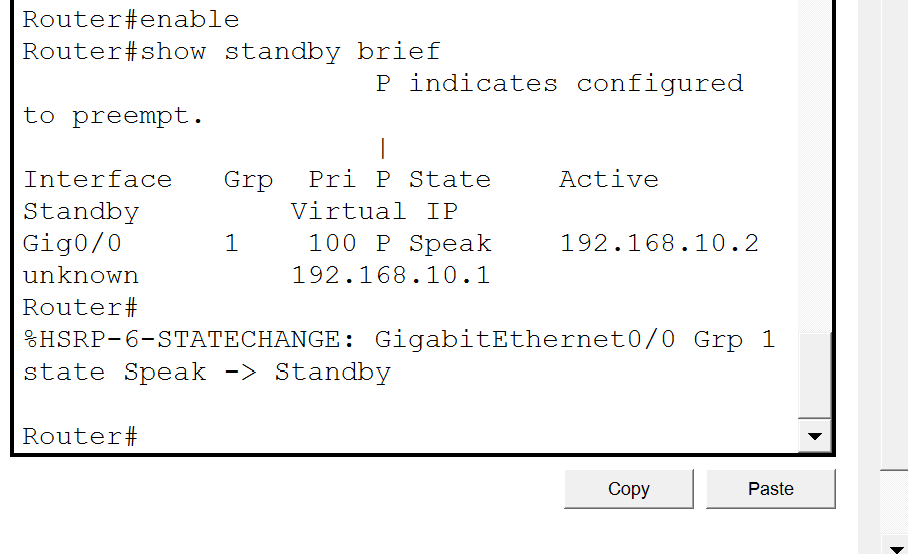 Router#enable
Router#show standby brief
P indicates configured
to preempt.
|
Interface Grp Pri P State Active
Standby Virtual IP
Gig0/0 1 100 P Speak 192.168.10.2
unknown 192.168.10.1
Router#
%HSRP-6-STATECHANGE: GigabitEthernet0/0 Grp 1
state Speak -> Standby
Router#
Copy Paste